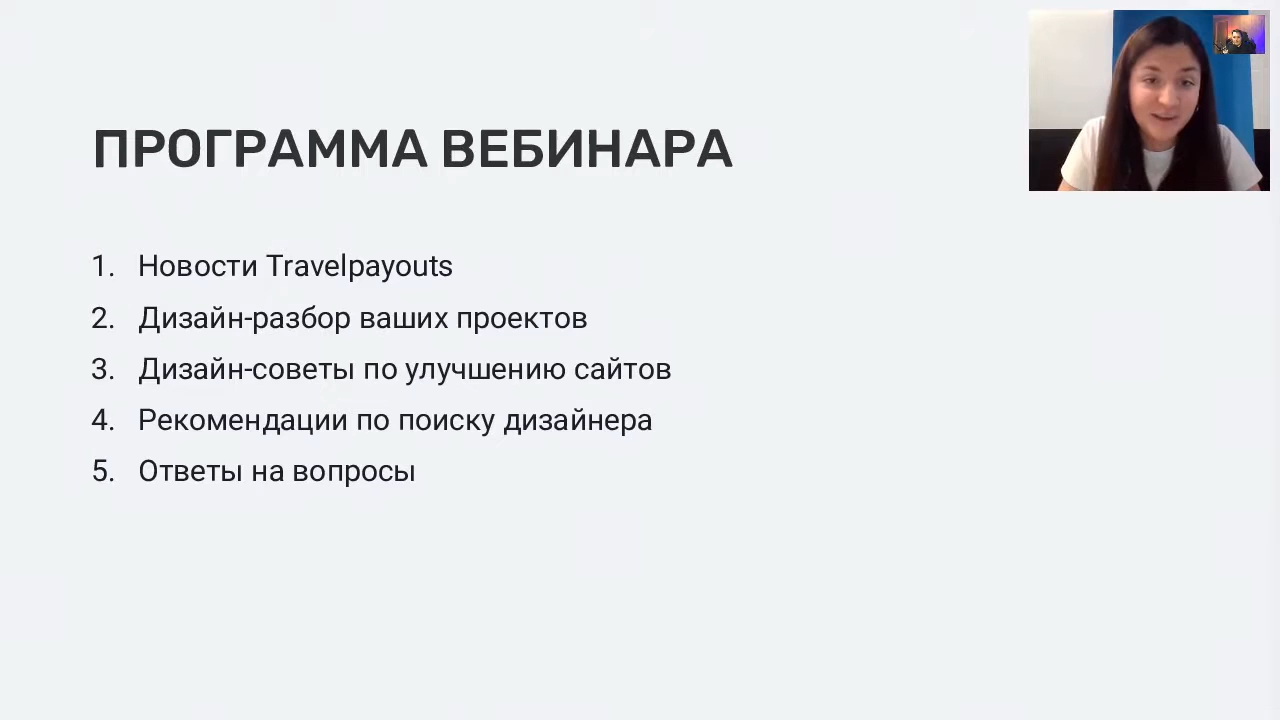 ПРОГРАММА ВЕБИНАРА
1. Новости Travelpayouts
2. Дизайн-разбор ваших проектов
3. Дизайн-советы по улучшению сайтов
4. Рекомендации по поиску дизайнера
5. Ответы на вопросы